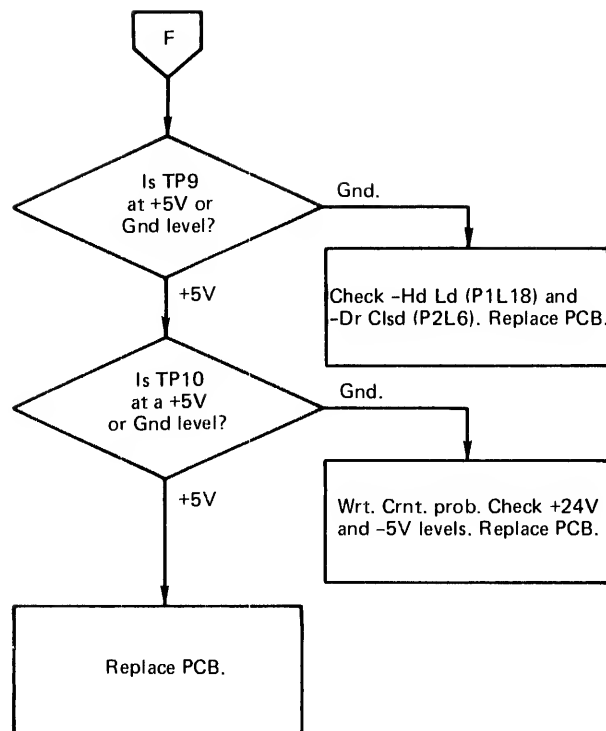 F
Is TP9
at +5V or
Gnd level?
Gnd.
+5V
Check –Hd Ld (P1L18) and
–Dr Clsd (P2L6). Replace PCB.
Is TP10
at a +5V
or Gnd level?
Gnd.
+5V
Wrt. Crnt. prob. Check +24V
and –5V levels. Replace PCB.
Replace PCB.